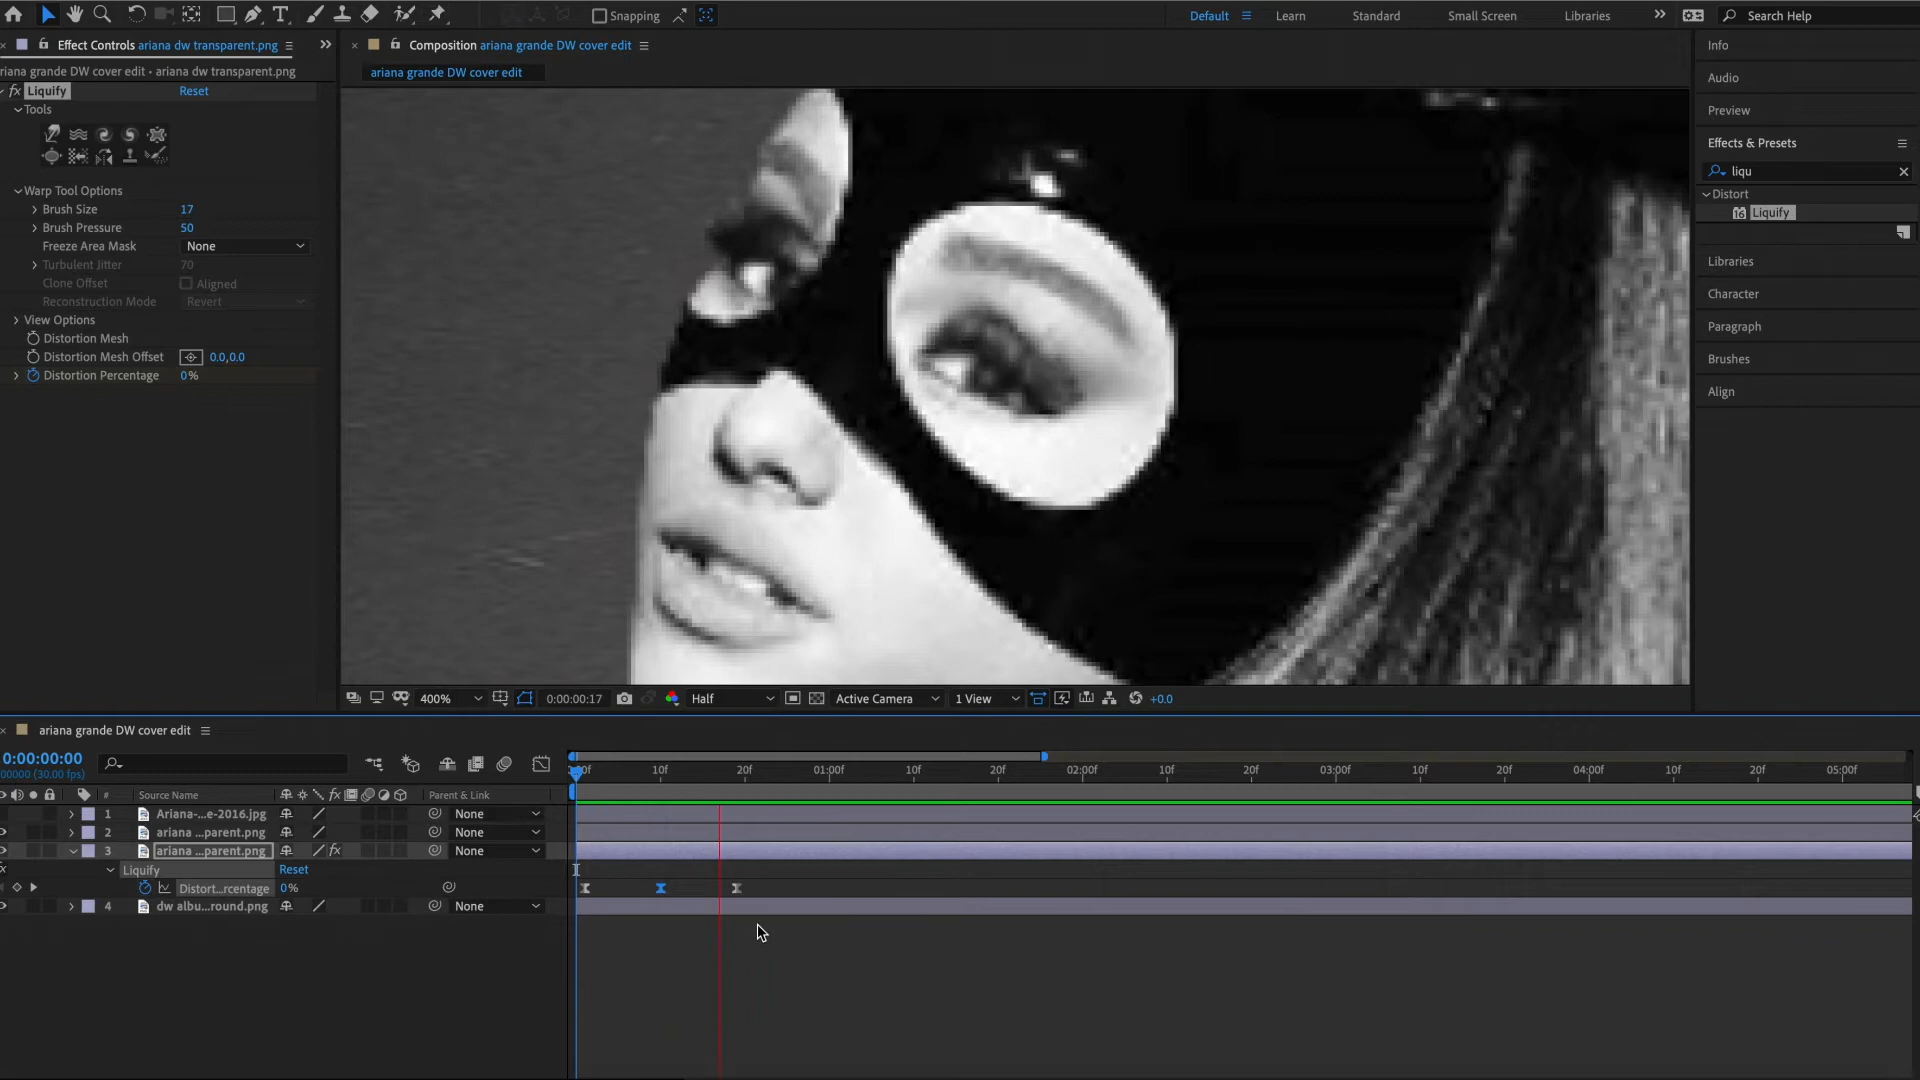 Snapping
Default
Learn
Standard
Small Screen
Libraries
Search Help
Effect Controls ariana dw transparent.png
Composition ariana grande DW cover edit
Info
riana grande DW cover edit • ariana dw transparent.png
ariana grande DW cover edit
Audio
fx Liquify
Reset
Tools
Preview
Effects & Presets
liqu
Distort
Liquify
Warp Tool Options
Brush Size 17
Brush Pressure 50
Freeze Area Mask None
Turbulent Jitter 70
Clone Offset Aligned
Reconstruction Mode Revert
View Options
Distortion Mesh
Distortion Mesh Offset 0.0,0.0
Distortion Percentage 0%
Libraries
Character
Paragraph
Brushes
Align
400%
0:00:00:17
Half
Active Camera
1 View
+0.0
ariana grande DW cover edit
0:00:00:00
00000 (30.00 fps)
10f 20f 01:00f 10f 20f 02:00f 10f 20f 03:00f 10f 20f 04:00f 10f 20f 05:00f
# Source Name fx Parent & Link
1 Ariana-...e-2016.jpg None
2 ariana ...parent.png None
3 ariana ...parent.png fx None
Liquify Reset
Distort...rcentage 0%
4 dw albu...round.png None